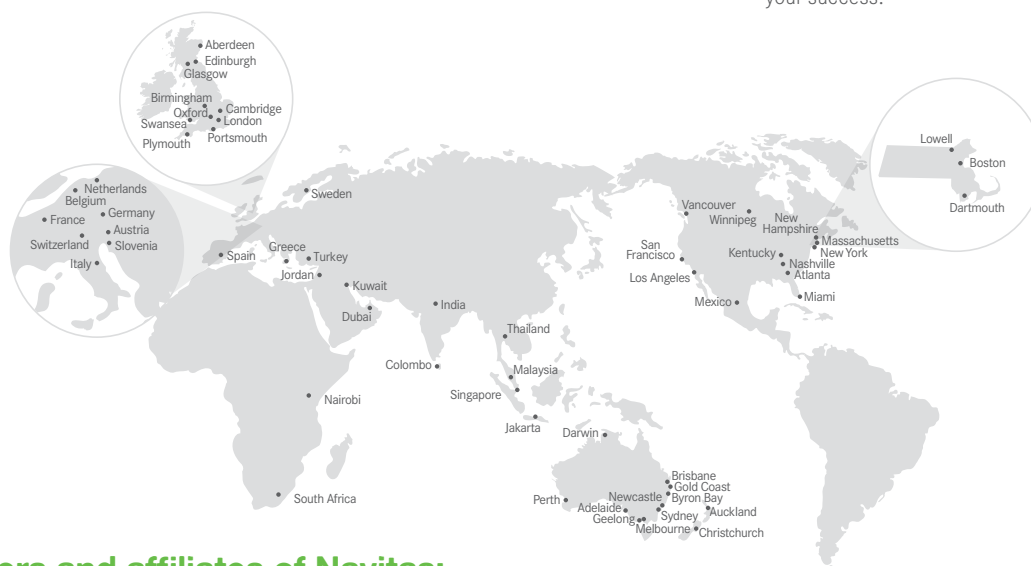 your success.
Aberdeen
Edinburgh
Glasgow
Birmingham
Oxford
Cambridge
Swansea
London
Plymouth
Portsmouth
Netherlands
Belgium
France
Germany
Austria
Switzerland
Slovenia
Italy
Sweden
Spain
Greece
Turkey
Jordan
Kuwait
Dubai
India
Thailand
Colombo
Malaysia
Singapore
Nairobi
Jakarta
Darwin
South Africa
Perth
Brisbane
Gold Coast
Newcastle
Byron Bay
Adelaide
Geelong
Sydney
Melbourne
Auckland
Christchurch
Vancouver
Winnipeg
New
Hampshire
Massachusetts
New York
San
Francisco
Kentucky
Nashville
Los Angeles
Atlanta
Mexico
Miami
Lowell
Boston
Dartmouth
and affiliates of Navitas: